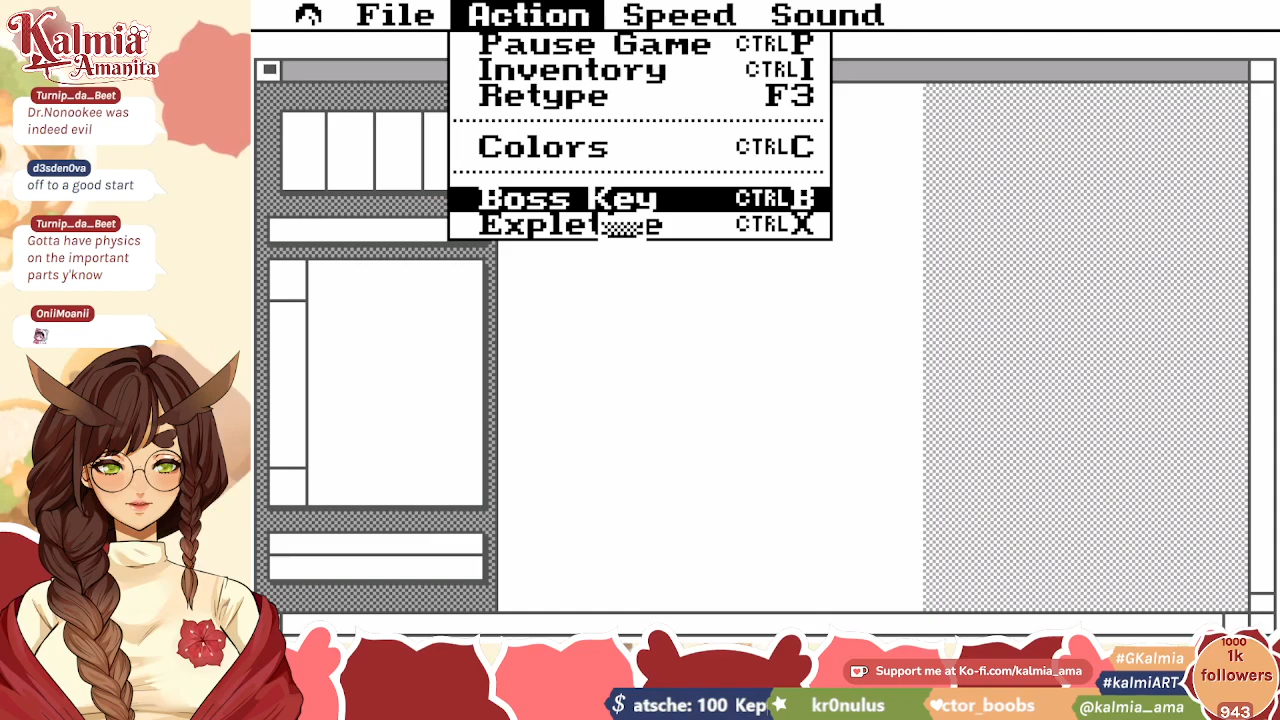 Kalmia
Amanita
Turnip_da_Beet
Dr.Nonookee was
indeed evil
d3sden0va
off to a good start
Turnip_da_Beet
Gotta have physics
on the important
parts y'know
OniiMoanii
File Action Speed Sound
Pause Game CTRL P
Inventory CTRL I
Retype F3
Colors CTRL C
Boss Key CTRL B
CTRL X
Support me at Ko-fi.com/kalmia_ama
$ atsche: 100 Kep
kr0nulus
ctor_boobs
#GKalmia
#kalmiART
@kalmia_ama
1000
1k
followers
943